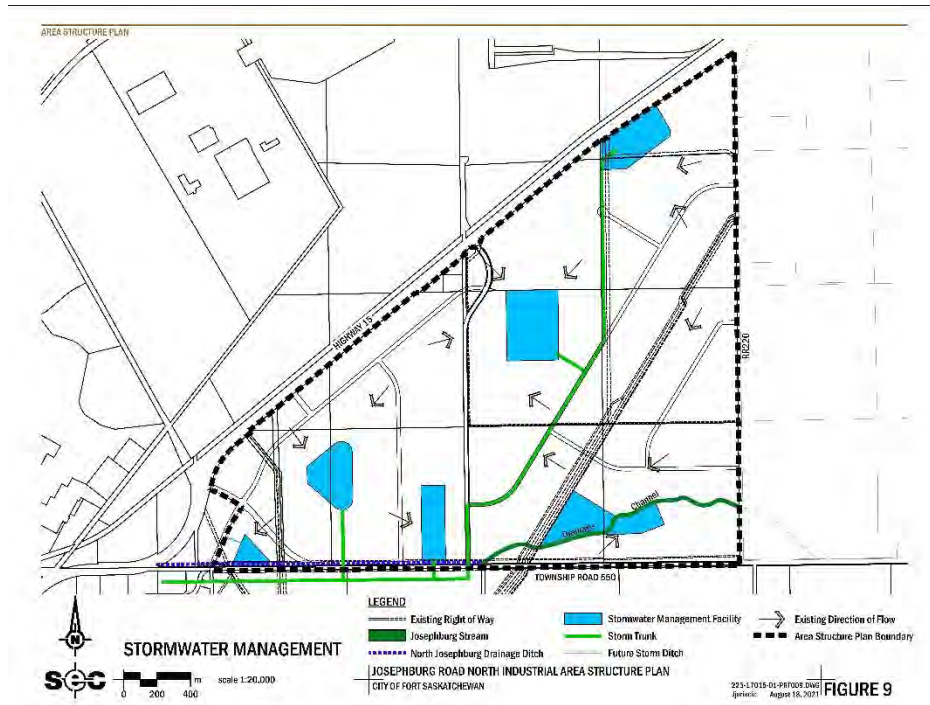 AREA STRUCTURE PLAN
HIGHWAY 15
RR220
Channel
Drainage
TOWNSHIP ROAD 550
LEGEND
Existing Right of Way
Josephburg Stream
North Josephburg Drainage Ditch
Stormwater Management Facility
Storm Trunk
Future Storm Ditch
Existing Direction of Flow
Area Structure Plan Boundary
N
STORMWATER MANAGEMENT
sec
0 200 400 m scale 1:20,000
JOSEPHBURG ROAD NORTH INDUSTRIAL AREA STRUCTURE PLAN
CITY OF FORT SASKATCHEWAN
August 18, 2021
FIGURE 9